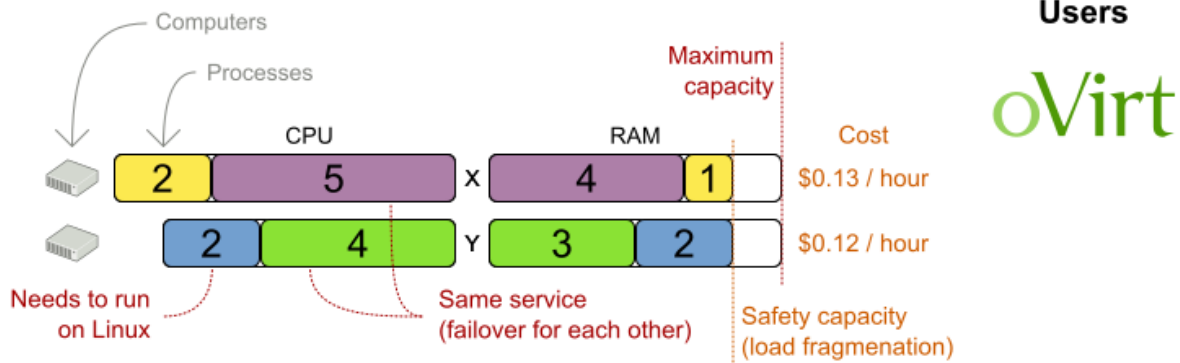 Users
oVirt
Computers
Processes
Maximum
capacity
CPU
RAM
Cost
2 5 X 4 1 $0.13 / hour
2 4 Y 3 2 $0.12 / hour
Needs to run
on Linux
Same service
(failover for each other)
Safety capacity
(load fragmenation)